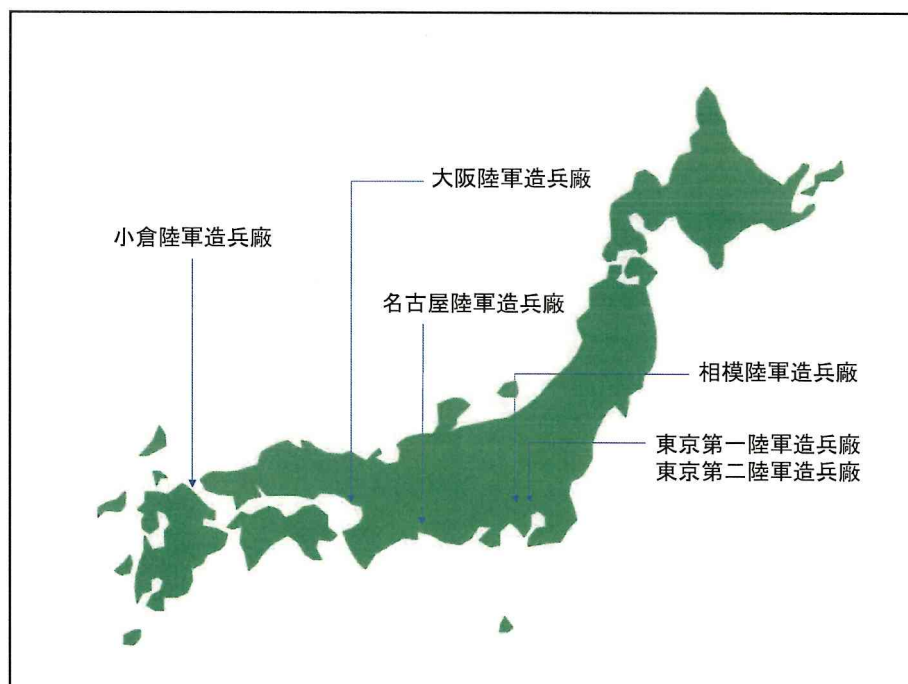 大阪陸軍造兵廠
小倉陸軍造兵廠
名古屋陸軍造兵廠
相模陸軍造兵廠
東京第一陸軍造兵廠
東京第二陸軍造兵廠